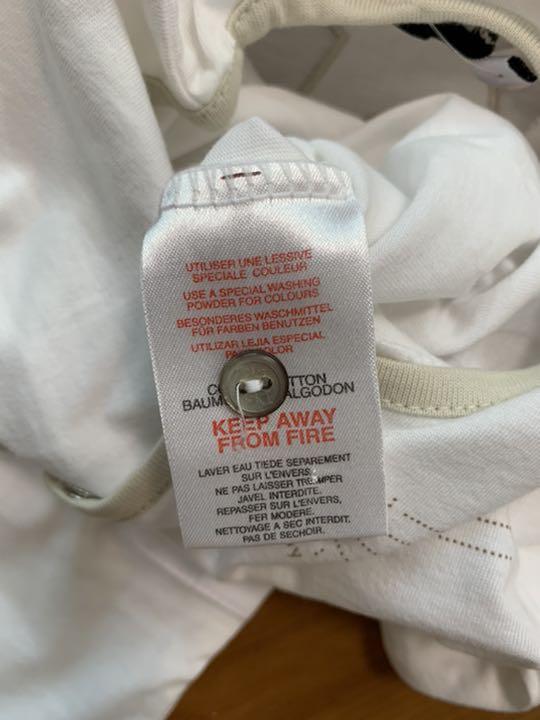 UTILISER UNE LESSIVE
SPECIALE COULEUR
USE A SPECIAL WASHING
POWDER FOR COLOURS
BESONDERES WASCHMITTEL
FÜR FARBEN BENUTZEN
UTILIZAR LEJIA ESPECIAL
COLOR
ALGODON
KEEP AWAY
FROM FIRE
LAVER EAU TIEDE SEPAREMENT
SUR L'ENVERS.
NE PAS LAISSER TREMPER
JAVEL INTERDITE.
REPASSER SUR L'ENVERS,
FER MODERE.
NETTOYAGE A SEC INTERDIT.
PAS DE SECHOIR.